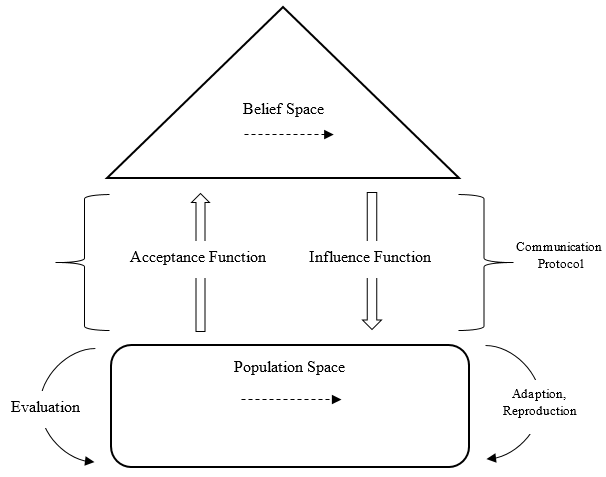 Belief Space
Acceptance Function
Influence Function
Communication
Protocol
Population Space
Evaluation
Adaption,
Reproduction